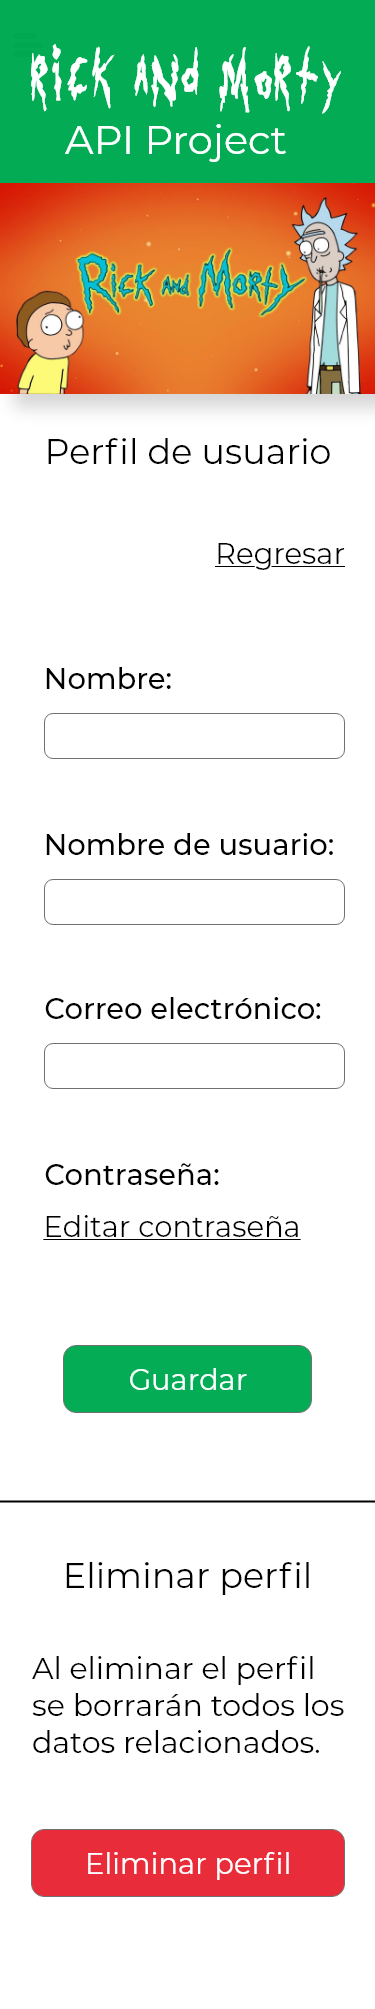 Rick and Morty
API Project
Rick and Morty
Perfil de usuario
Regresar
Nombre:
Nombre de usuario:
Correo electrónico:
Contraseña:
Editar contraseña
Guardar
Eliminar perfil
Al eliminar el perfil
se borrarán todos los
datos relacionados.
Eliminar perfil